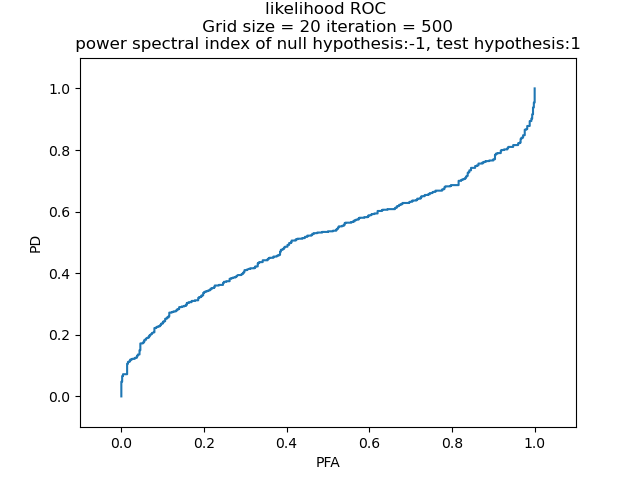 likelihood ROC
Grid size = 20 iteration = 500
power spectral index of null hypothesis:-1, test hypothesis:1
1.0
0.8
0.6
0.4
0.2
0.0
PD
0.0 0.2 0.4 0.6 0.8 1.0
PFA